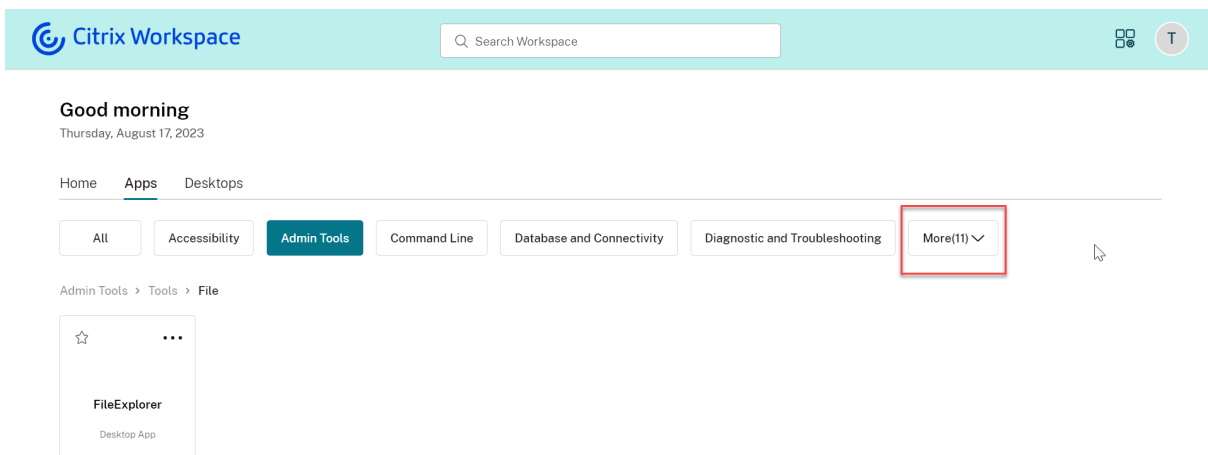 Citrix Workspace
Search Workspace
T
Good morning
Thursday, August 17, 2023
Home Apps Desktops
All Accessibility Admin Tools Command Line Database and Connectivity Diagnostic and Troubleshooting More(11)
Admin Tools > Tools > File
FileExplorer
Desktop App